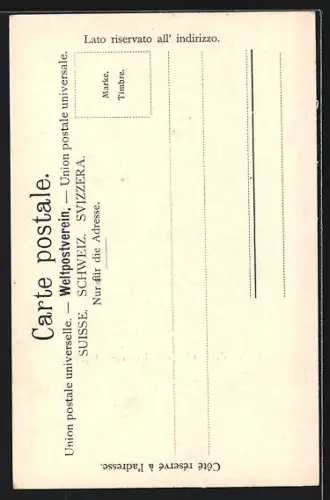 Carte postale.
Union postale universelle. — Weltpostverein. — Union postale universale.
SUISSE. SCHWEIZ. SVIZZERA.
Nur für die Adresse.
Marke.
Timbre.
Lato riservato all' indirizzo.
Côté réservé à l'adresse.